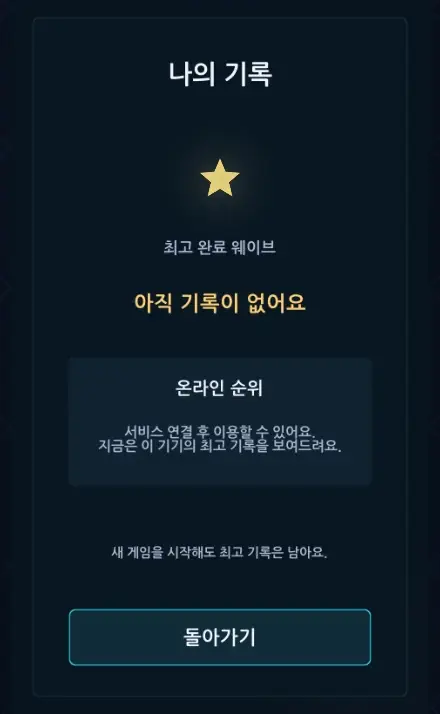 나의 기록
최고 완료 웨이브
아직 기록이 없어요
온라인 순위
서비스 연결 후 이용할 수 있어요.
지금은 이 기기의 최고 기록을 보여드려요.
새 게임을 시작해도 최고 기록은 남아요.
돌아가기